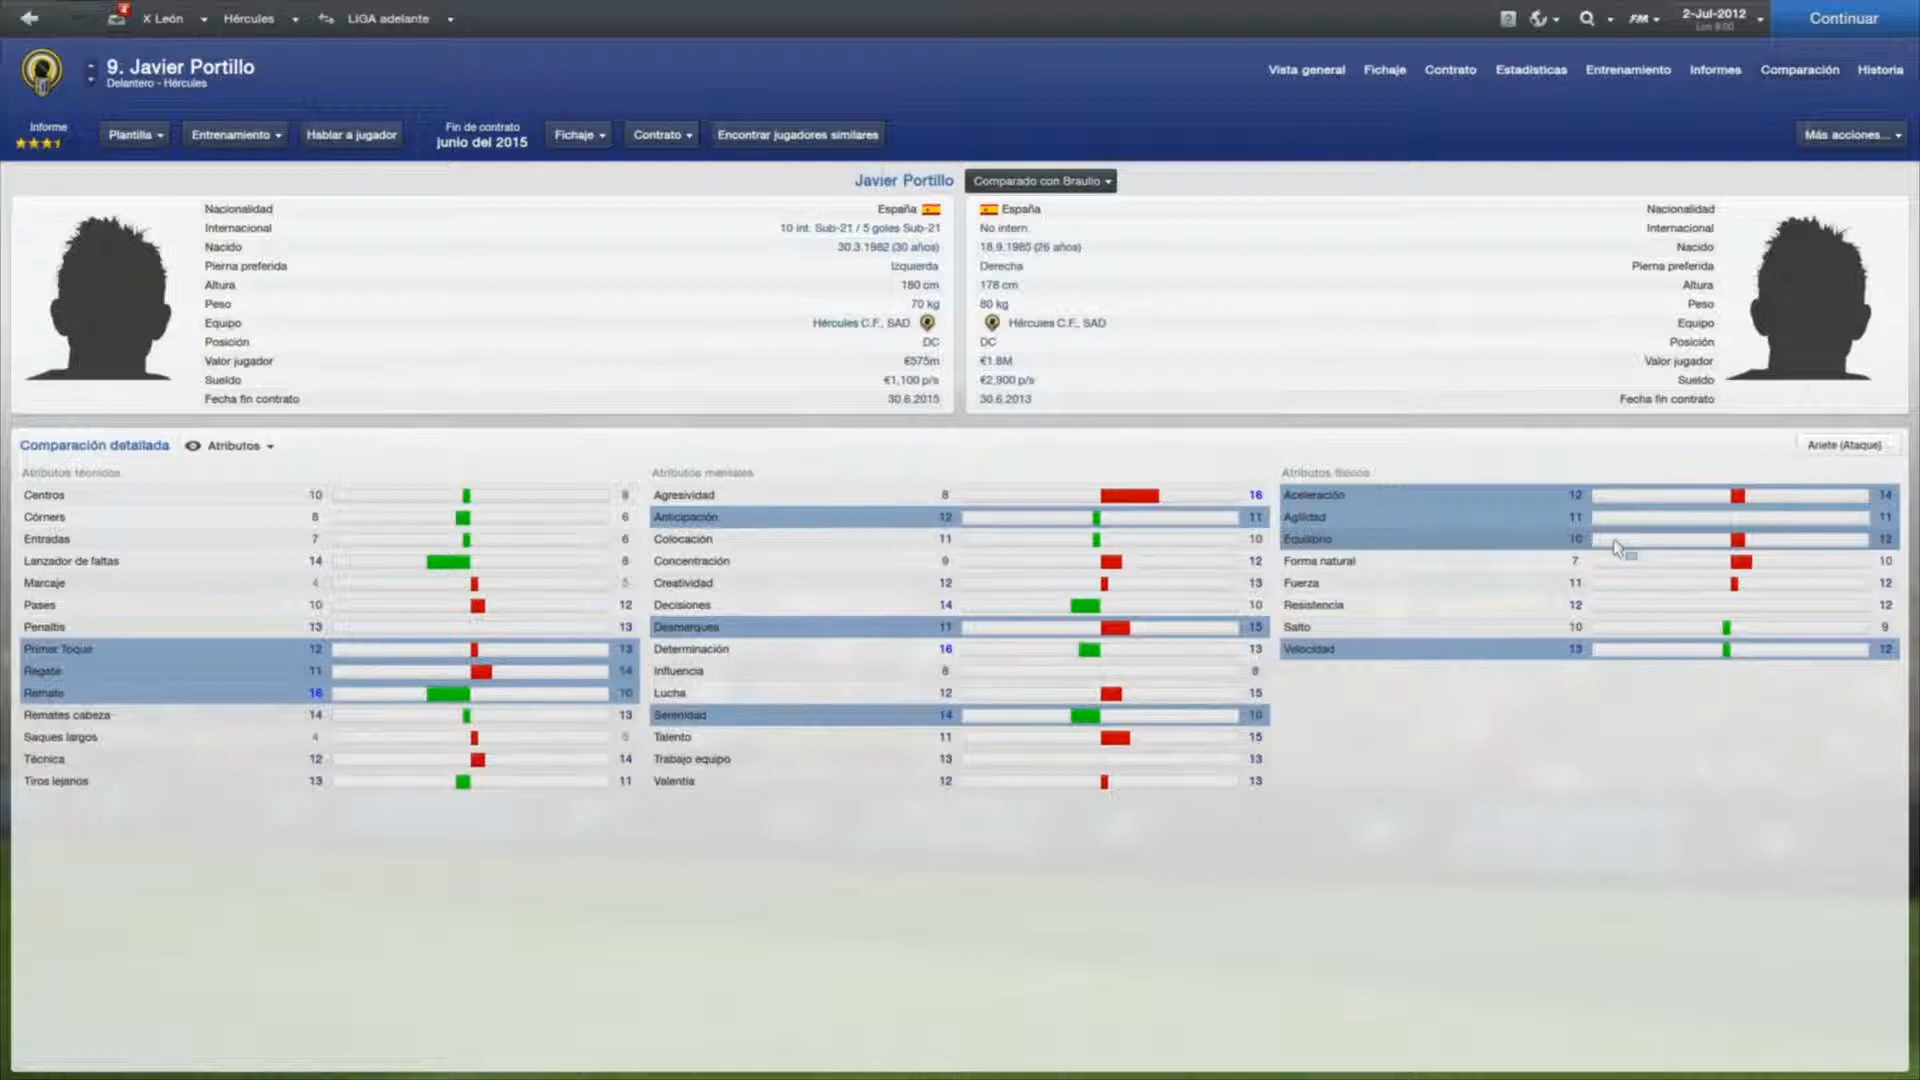 4 X León Hércules LIGA adelante FM 2-Jul-2012 Continuar
Lun 9:00
9. Javier Portillo
Delantero - Hércules
Vista general Fichaje Contrato Estadísticas Entrenamiento Informes Comparación Historia
Informe Plantilla Entrenamiento Hablar a jugador Fin de contrato Fichaje Contrato Encontrar jugadores similares Más acciones...
junio del 2015
Javier Portillo Comparado con Braulio
Nacionalidad España España Nacionalidad
Internacional 10 int. Sub-21 / 5 goles Sub-21 No intern. Internacional
Nacido 30.3.1982 (30 años) 18.9.1985 (26 años) Nacido
Pierna preferida Izquierda Derecha Pierna preferida
Altura 180 cm 178 cm Altura
Peso 70 kg 80 kg Peso
Equipo Hércules C.F., SAD Hércules C.F., SAD Equipo
Posición DC DC Posición
Valor jugador €575m €1.8M Valor jugador
Sueldo €1,100 p/s €2,900 p/s Sueldo
Fecha fin contrato 30.6.2015 30.6.2013 Fecha fin contrato
Comparación detallada Atributos Ariete (Ataque)
Atributos técnicos
Centros 10
Córners 8 6
Entradas 7 6
Lanzador de faltas 14 8
Marcaje 4 5
Pases 10 12
Penaltis 13 13
Primer Toque 12 13
Regate 11 14
Remate 16 10
Remates cabeza 14 13
Saques largos 4 5
Técnica 12 14
Tiros lejanos 13 11
Atributos mentales
Agresividad 8 16
Anticipación 12 11
Colocación 11 10
Concentración 9 12
Creatividad 12 13
Decisiones 14 10
Desmarques 11 15
Determinación 16 13
Influencia 8 8
Lucha 12 15
Serenidad 14 10
Talento 11 15
Trabajo equipo 13 13
Valentía 12 13
Atributos físicos
Aceleración 12 14
Agilidad 11 11
Equilibrio 10 12
Forma natural 7 10
Fuerza 11 12
Resistencia 12 12
Salto 10 9
Velocidad 13 12